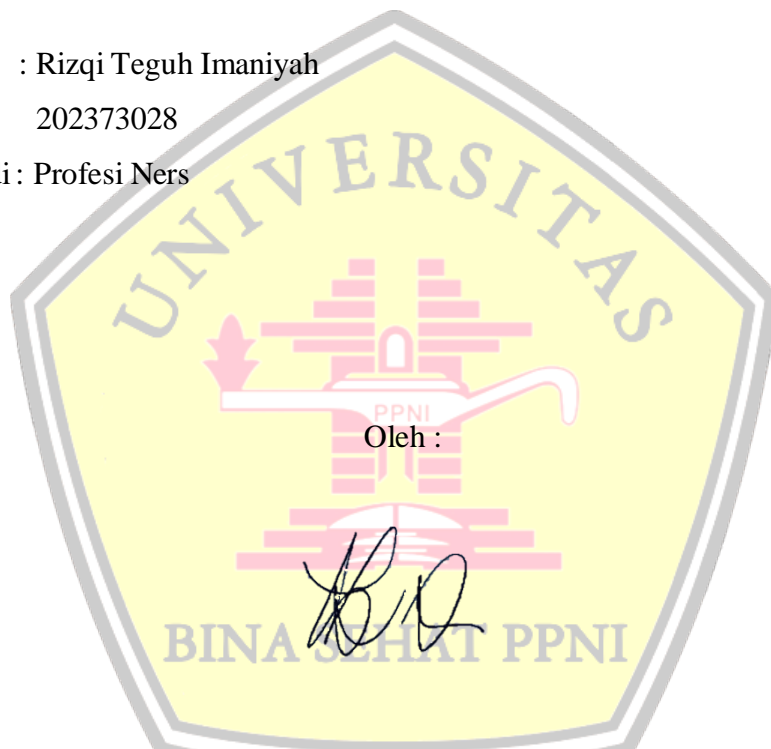 : Rizqi Teguh Imaniyah
202373028
i : Profesi Ners
UNIVERSITAS
PPNI
Oleh :
BINA SEHAT PPNI